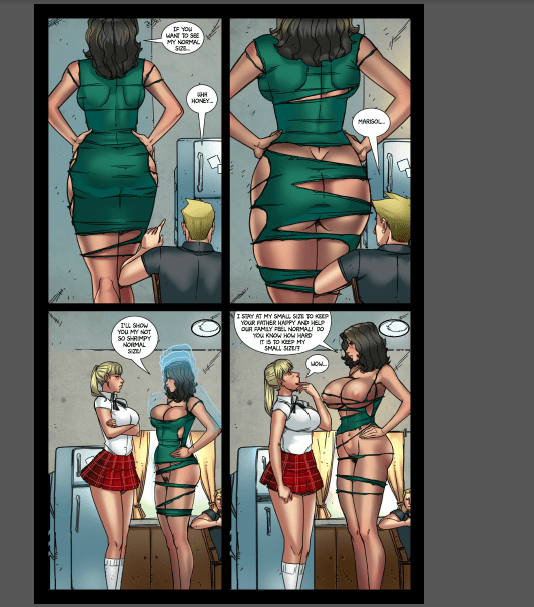 IF YOU
WANT TO SEE
MY NORMAL
SIZE...
UHH
HONEY...
MARISOL...
I'LL SHOW
YOU MY NOT
SO SHRIMPY
NORMAL
SIZE!
I STAY AT MY SMALL SIZE TO KEEP
YOUR FATHER HAPPY AND HELP
OUR FAMILY FEEL NORMAL! DO
YOU KNOW HOW HARD
IT IS TO KEEP MY
SMALL SIZE!?
WOW...